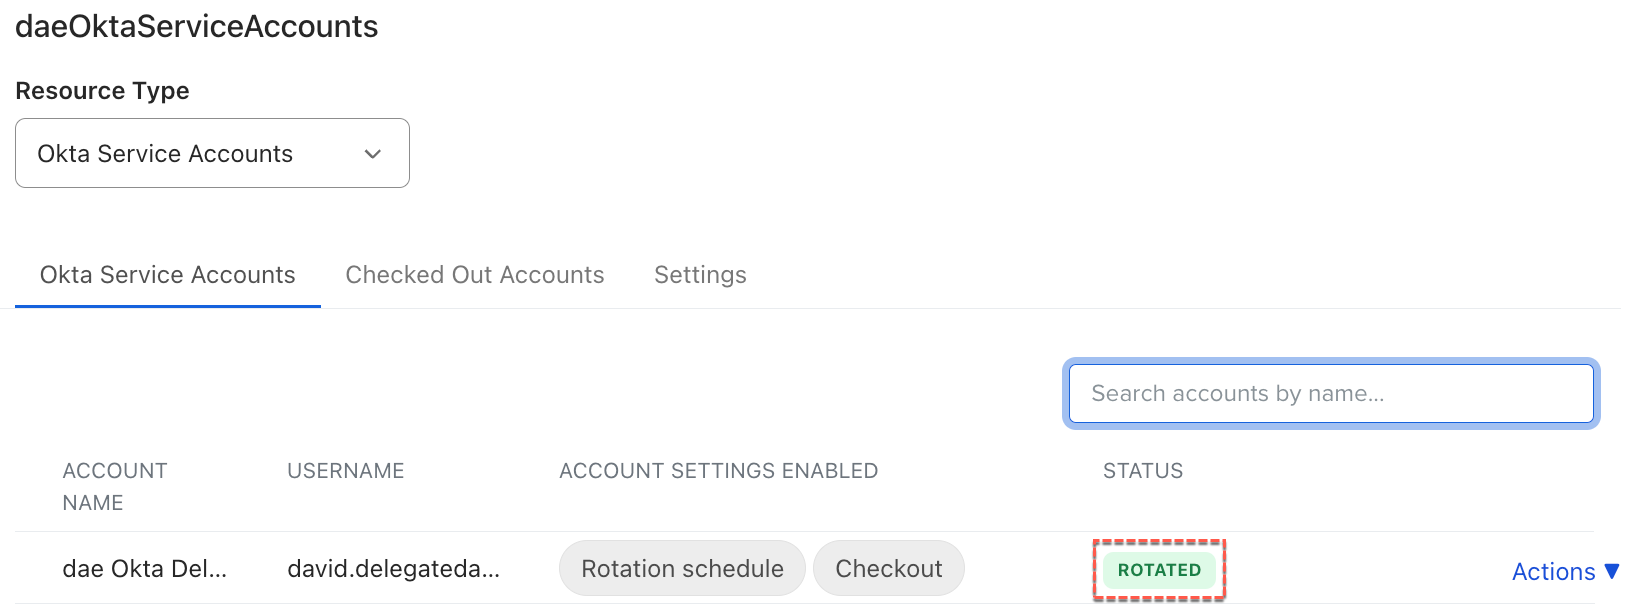 daeOktaServiceAccounts
Resource Type
Okta Service Accounts
Okta Service Accounts Checked Out Accounts Settings
Search accounts by name...
ACCOUNT NAME USERNAME ACCOUNT SETTINGS ENABLED STATUS
dae Okta Del... david.delegateda... Rotation schedule Checkout ROTATED Actions ▼